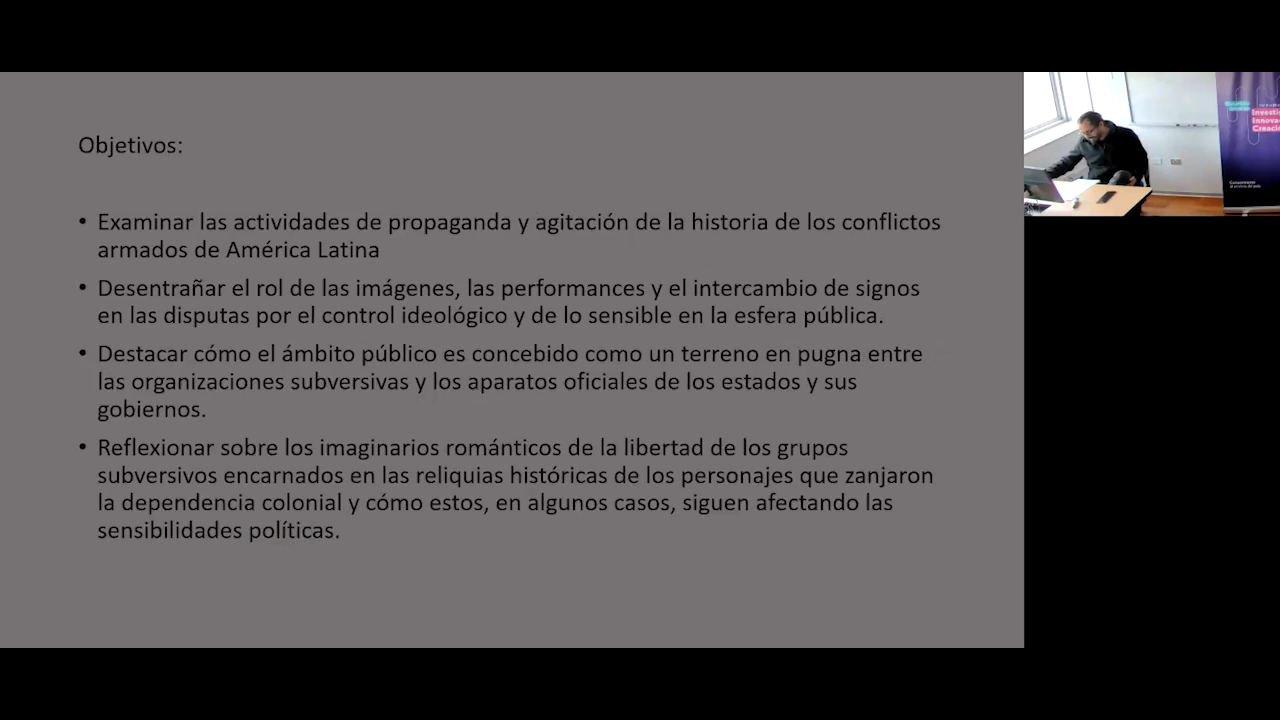 Objetivos:
• Examinar las actividades de propaganda y agitación de la historia de los conflictos
armados de América Latina
• Desentrañar el rol de las imágenes, las performances y el intercambio de signos
en las disputas por el control ideológico y de lo sensible en la esfera pública.
• Destacar cómo el ámbito público es concebido como un terreno en pugna entre
las organizaciones subversivas y los aparatos oficiales de los estados y sus
gobiernos.
• Reflexionar sobre los imaginarios románticos de la libertad de los grupos
subversivos encarnados en las reliquias históricas de los personajes que zanjaron
la dependencia colonial y cómo estos, en algunos casos, siguen afectando las
sensibilidades políticas.